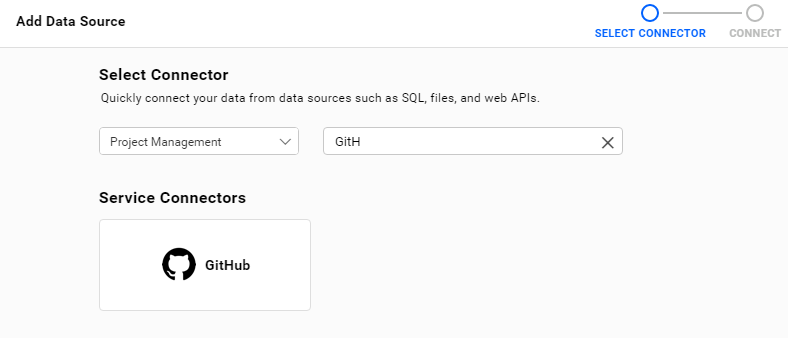 Add Data Source
SELECT CONNECTOR
CONNECT
Select Connector
Quickly connect your data from data sources such as SQL, files, and web APIs.
Project Management
GitH
Service Connectors
GitHub